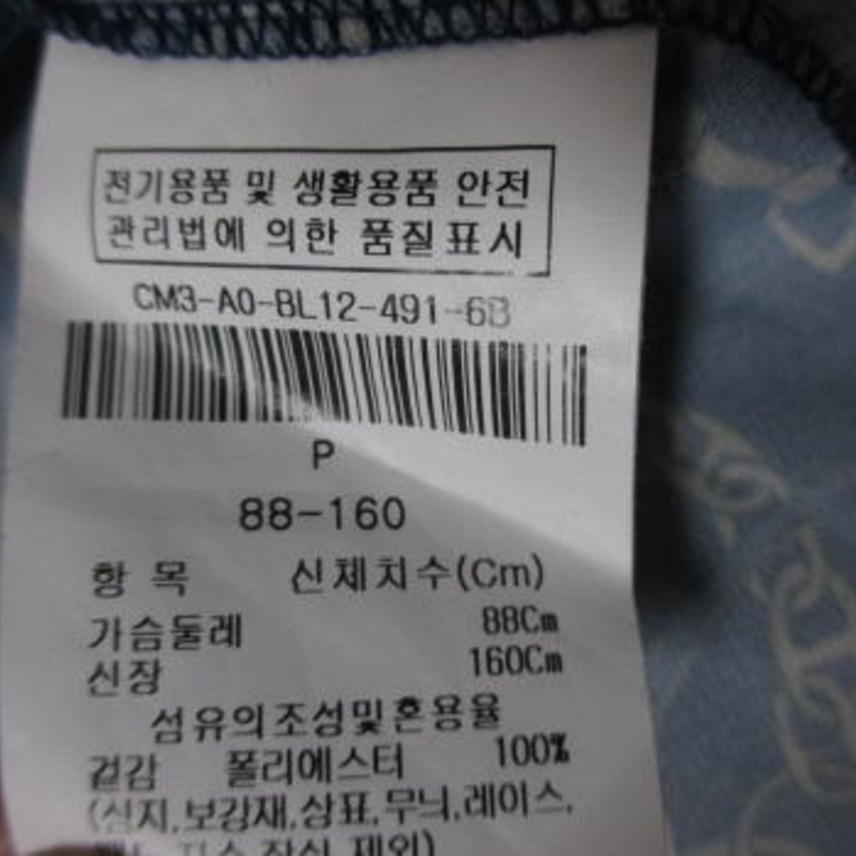 전기용품 및 생활용품 안전
관리법에 의한 품질표시
CM3-A0-BL12-491-6B
P
88-160
항 목 신체치수(Cm)
가슴둘레 88Cm
신장 160Cm
섬유의조성및혼용율
겉감 폴리에스터 100%
(심지,보강재,상표,무늬,레이스,
제외)